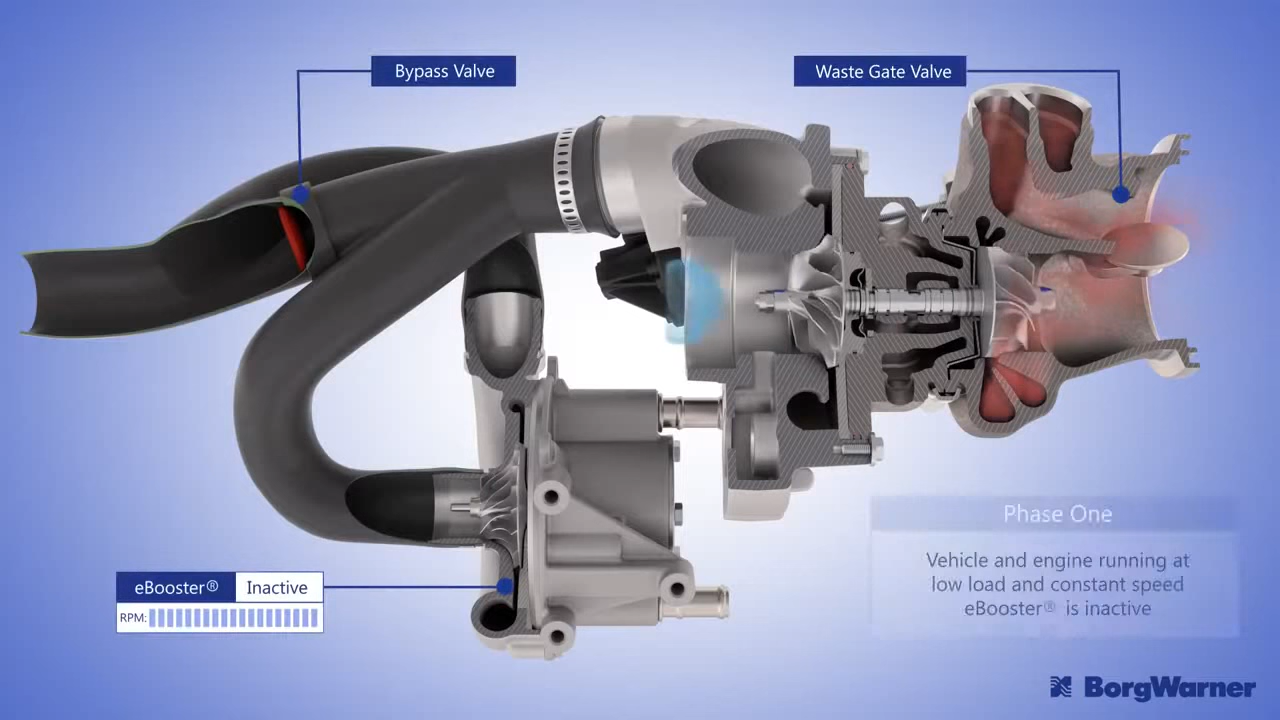 Bypass Valve
Waste Gate Valve
Phase One
Vehicle and engine running at
low load and constant speed
eBooster® is inactive
eBooster® Inactive
RPM:
BorgWarner